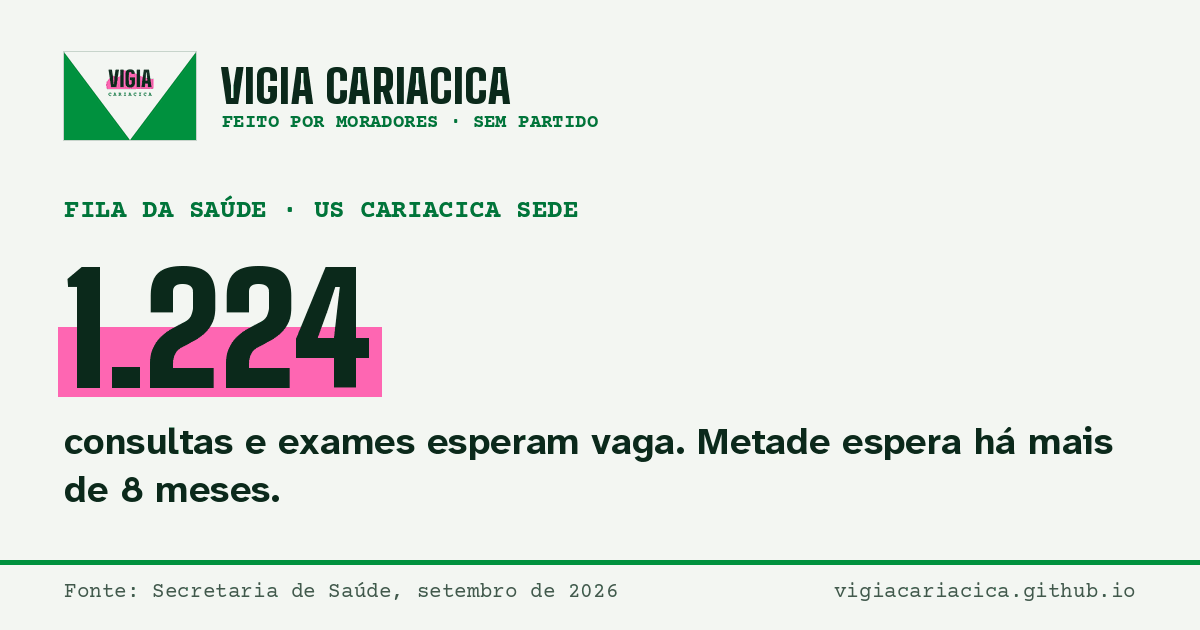 VIGIA
CARIACICA
VIGIA CARIACICA
FEITO POR MORADORES · SEM PARTIDO
FILA DA SAÚDE · US CARIACICA SEDE
1.224
consultas e exames esperam vaga. Metade espera há mais
de 8 meses.
Fonte: Secretaria de Saúde, setembro de 2026
vigiacariacica.github.io